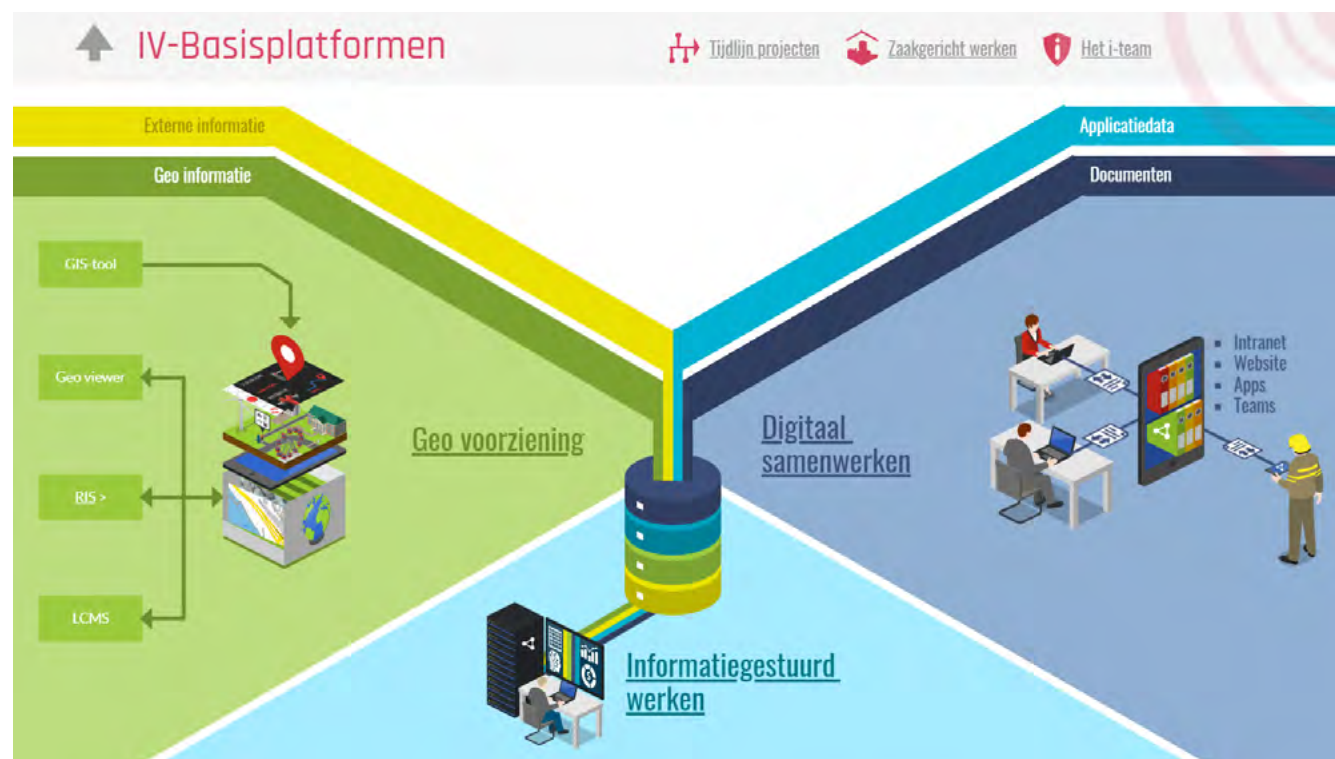 IV-Basisplatformen
Tijdlijn projecten
Zaakgericht werken
Het i-team
Externe informatie
Applicatiedata
Geo informatie
Documenten
GIS-tool
Geo viewer
RIS >
LCMS
Geo voorziening
Digitaal
samenwerken
Intranet
Website
Apps
Teams
Informatiegestuurd
werken